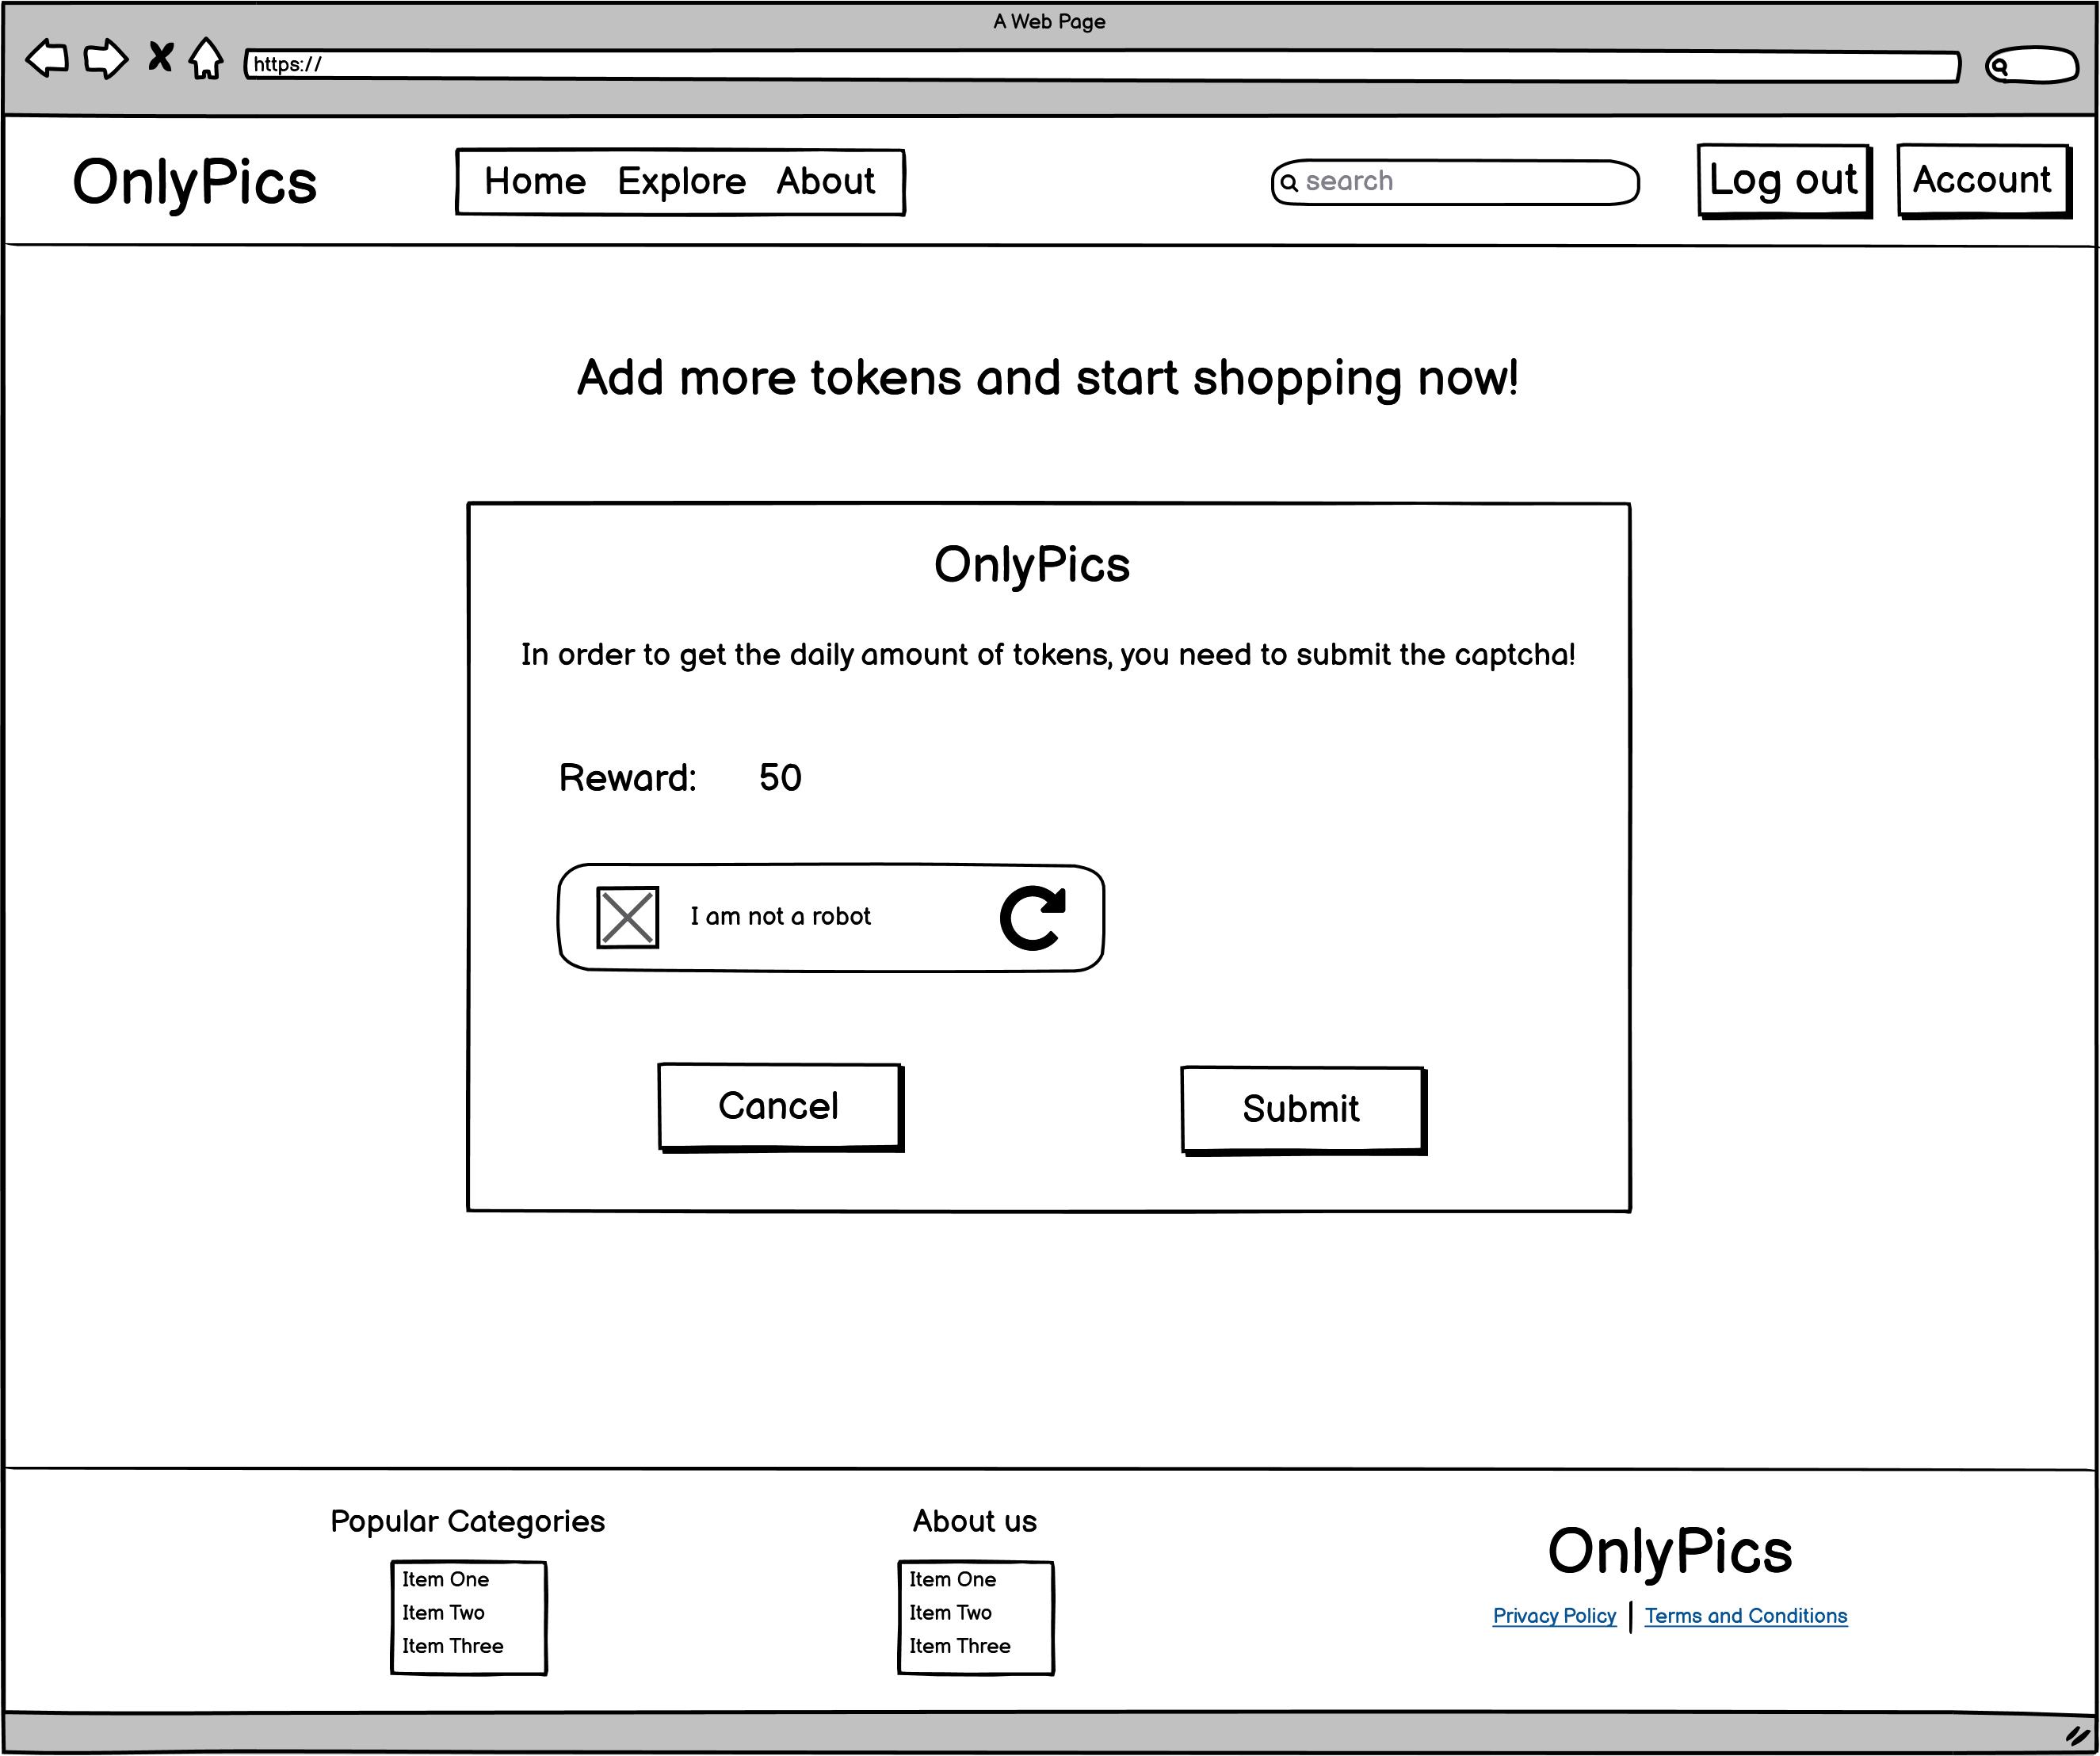 A Web Page
https://
OnlyPics
Home Explore About
search
Log out
Account
Add more tokens and start shopping now!
OnlyPics
In order to get the daily amount of tokens, you need to submit the captcha!
Reward: 50
I am not a robot
Cancel
Submit
Popular Categories
Item One
Item Two
Item Three
About us
Item One
Item Two
Item Three
OnlyPics
Privacy Policy | Terms and Conditions